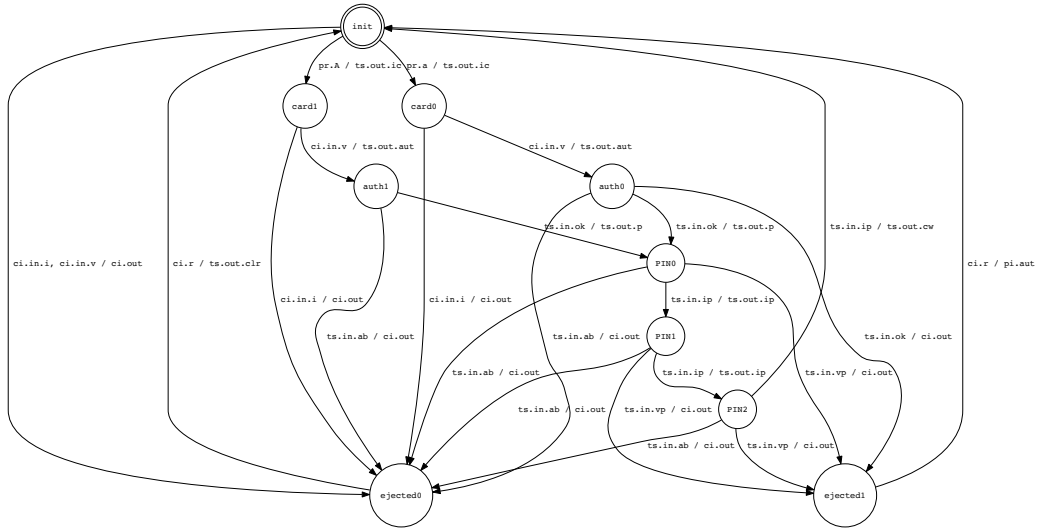 init
pr.A / ts.out.ic
pr.a / ts.out.ic
card1
card0
ci.in.v / ts.out.aut
ci.in.v / ts.out.aut
auth1
auth0
ts.in.ok / ts.out.p
ts.in.ok / ts.out.p
ts.in.ip / ts.out.cw
ci.in.i, ci.in.v / ci.out
ci.r / ts.out.clr
PIN0
ci.r / pi.aut
ci.in.i / ci.out
ci.in.i / ci.out
ts.in.ip / ts.out.ip
ts.in.ab / ci.out
ts.in.ab / ci.out
PIN1
ts.in.ok / ci.out
ts.in.ab / ci.out
ts.in.ip / ts.out.ip
ts.in.vp / ci.out
ts.in.ab / ci.out
ts.in.vp / ci.out
PIN2
ts.in.ab / ci.out
ts.in.vp / ci.out
ejected0
ejected1